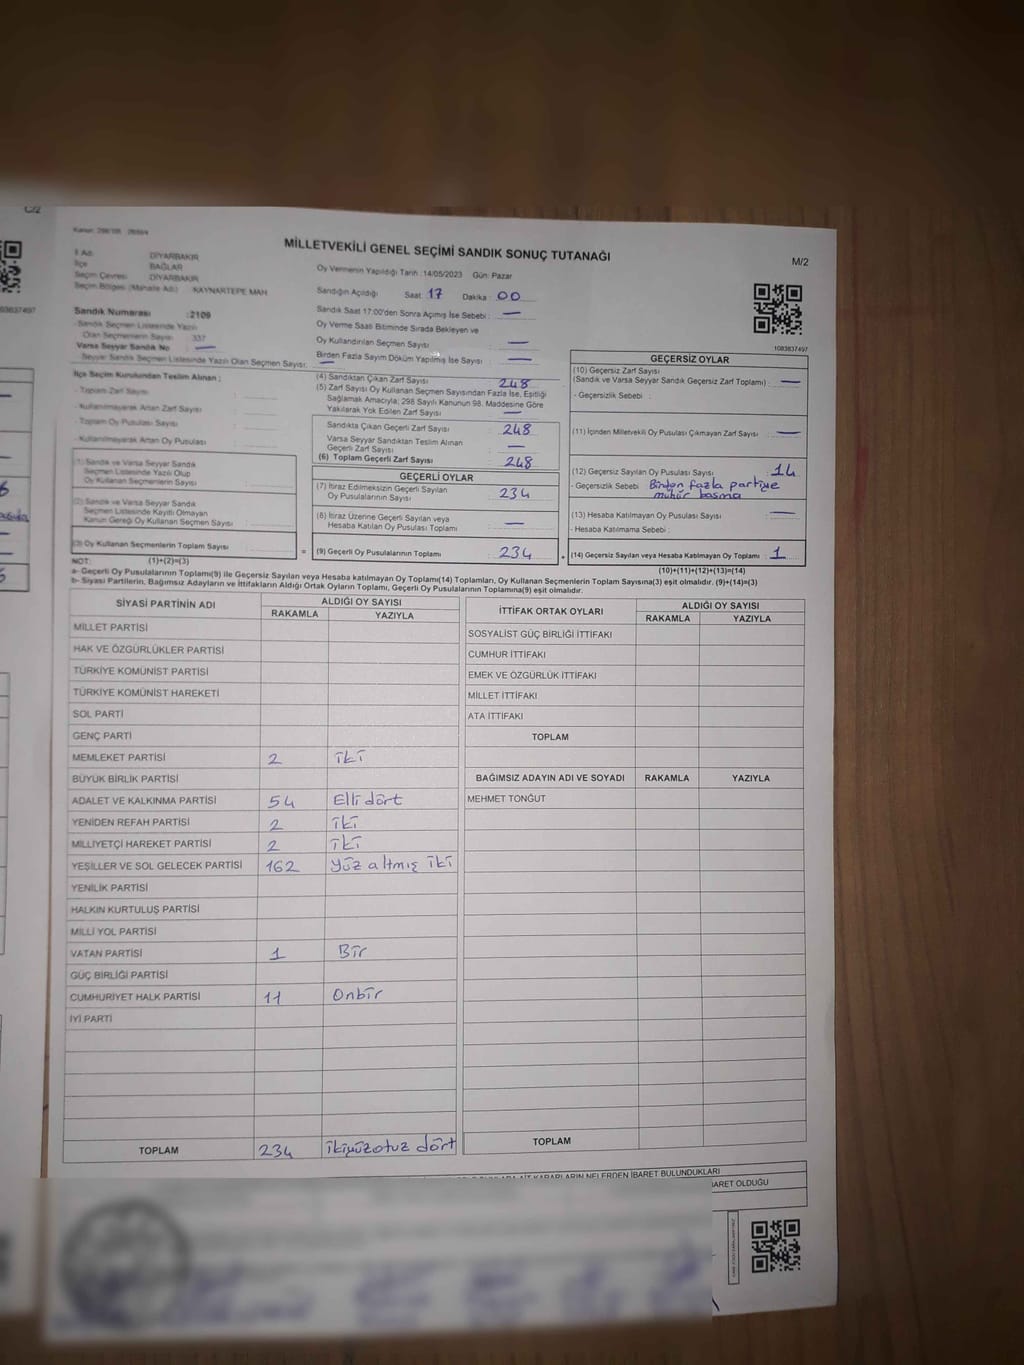 C/2
MİLLETVEKİLİ GENEL SEÇİMİ SANDIK SONUÇ TUTANAĞI
M/2
İl Adı: DİYARBAKIR
İlçe BAĞLAR
Seçim Çevresi: DİYARBAKIR
Seçim Bölgesi (Mahalle Adı): KAYNARTEPE MAH
Oy Vermenin Yapıldığı Tarih : 14/05/2023 Gün: Pazar
Sandığın Açıldığı Saat: 17 Dakika : 00
Sandık Saat 17:00'den Sonra Açımış İse Sebebi : —
Oy Verme Saati Bitiminde Sırada Bekleyen ve
Oy Kullandırılan Seçmen Sayısı —
Birden Fazla Sayım Döküm Yapılmış İse Sayısı —
1083837497
Sandık Numarası : 2109
Sandık Seçmen Listesinde Yazılı
Olan Seçmenlerin Sayısı 337
Varsa Seyyar Sandık No —
Seyyar Sandık Seçmen Listesinde Yazılı Olan Seçmen Sayısı: —
İlçe Seçim Kurulundan Teslim Alınan :
- Toplam Zarf Sayısı
- Kullanılmayarak Artan Zarf Sayısı
- Toplam Oy Pusulası Sayısı
- Kullanılmayarak Artan Oy Pusulası
(1) Sandık ve Varsa Seyyar Sandık
Seçmen Listesinde Yazılı Olup
Oy Kullanan Seçmenlerin Sayısı
(2) Sandık ve Varsa Seyyar Sandık
Seçmen Listesinde Kayıtlı Olmayan
Kanun Gereği Oy Kullanan Seçmen Sayısı
(3) Oy Kullanan Seçmenlerin Toplam Sayısı
(4) Sandıktan Çıkan Zarf Sayısı 248
(5) Zarf Sayısı Oy Kullanan Seçmen Sayısından Fazla İse, Eşitliği
Sağlamak Amacıyla; 298 Sayılı Kanunun 98. Maddesine Göre
Yakılarak Yok Edilen Zarf Sayısı —
Sandıkta Çıkan Geçerli Zarf Sayısı 248
Varsa Seyyar Sandıktan Teslim Alınan
Geçerli Zarf Sayısı —
(6) Toplam Geçerli Zarf Sayısı 248
GEÇERLİ OYLAR
(7) İtiraz Edilmeksizin Geçerli Sayılan
Oy Pusulalarının Sayısı 234
(8) İtiraz Üzerine Geçerli Sayılan veya
Hesaba Katılan Oy Pusulası Toplamı —
= (9) Geçerli Oy Pusulalarının Toplamı 234
GEÇERSİZ OYLAR
(10) Geçersiz Zarf Sayısı
(Sandık ve Varsa Seyyar Sandık Geçersiz Zarf Toplamı) : —
- Geçersizlik Sebebi :
(11) İçinden Milletvekili Oy Pusulası Çıkmayan Zarf Sayısı : —
(12) Geçersiz Sayılan Oy Pusulası Sayısı : 14
- Geçersizlik Sebebi Birden fazla partiye
mühür basma
(13) Hesaba Katılmayan Oy Pusulası Sayısı : —
- Hesaba Katılmama Sebebi :
+ (14) Geçersiz Sayılan veya Hesaba Katılmayan Oy Toplamı : 1
NOT: (1)+(2)=(3) (10)+(11)+(12)+(13)=(14)
a- Geçerli Oy Pusulalarının Toplamı(9) ile Geçersiz Sayılan veya Hesaba katılmayan Oy Toplamı(14) Toplamları, Oy Kullanan Seçmenlerin Toplam Sayısına(3) eşit olmalıdır. (9)+(14)=(3)
b- Siyasi Partilerin, Bağımsız Adayların ve İttifakların Aldığı Ortak Oyların Toplamı, Geçerli Oy Pusulalarının Toplamına(9) eşit olmalıdır.
SİYASİ PARTİNİN ADI ALDIĞI OY SAYISI
RAKAMLA YAZIYLA
MİLLET PARTİSİ
HAK VE ÖZGÜRLÜKLER PARTİSİ
TÜRKİYE KOMÜNİST PARTİSİ
TÜRKİYE KOMÜNİST HAREKETİ
SOL PARTİ
GENÇ PARTİ
MEMLEKET PARTİSİ 2 iki
BÜYÜK BİRLİK PARTİSİ
ADALET VE KALKINMA PARTİSİ 54 Elli dört
YENİDEN REFAH PARTİSİ 2 iki
MİLLİYETÇİ HAREKET PARTİSİ 2 iki
YEŞİLLER VE SOL GELECEK PARTİSİ 162 Yüz altmış iki
YENİLİK PARTİSİ
HALKIN KURTULUŞ PARTİSİ
MİLLİ YOL PARTİSİ
VATAN PARTİSİ 1 Bir
GÜÇ BİRLİĞİ PARTİSİ
CUMHURİYET HALK PARTİSİ 11 Onbir
İYİ PARTİ
TOPLAM 234 ikiyüzotuz dört
İTTİFAK ORTAK OYLARI ALDIĞI OY SAYISI
RAKAMLA YAZIYLA
SOSYALİST GÜÇ BİRLİĞİ İTTİFAKI
CUMHUR İTTİFAKI
EMEK VE ÖZGÜRLÜK İTTİFAKI
MİLLET İTTİFAKI
ATA İTTİFAKI
TOPLAM
BAĞIMSIZ ADAYIN ADI VE SOYADI RAKAMLA YAZIYLA
MEHMET TONĞUT
TOPLAM
KARARLARIN NELERDEN İBARET BULUNDUKLARI
BARET OLDUĞU